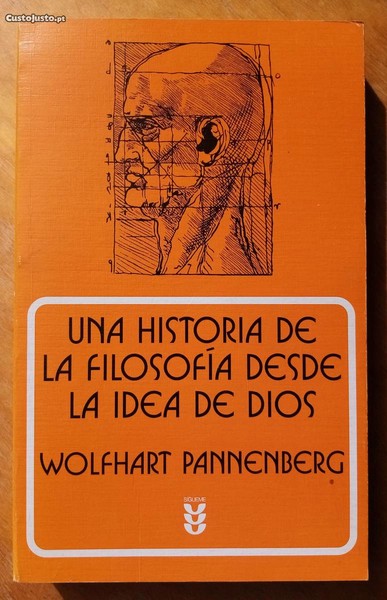 CustoJusto.pt
UNA HISTORIA DE
LA FILOSOFÍA DESDE
LA IDEA DE DIOS
WOLFHART PANNENBERG
SÍGUEME